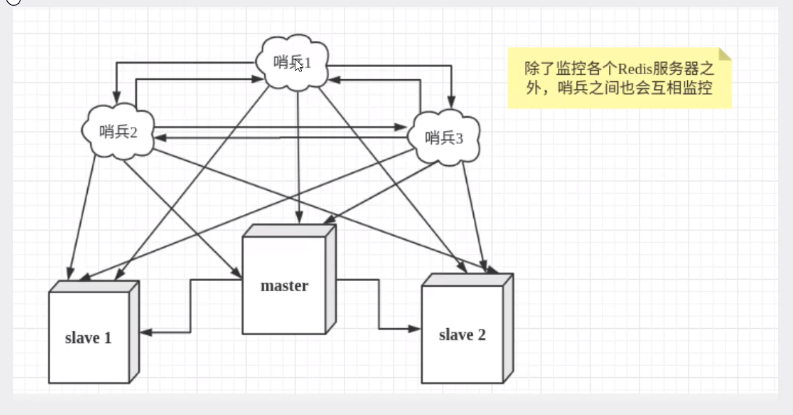 哨兵1
除了监控各个Redis服务器之
外，哨兵之间也会互相监控
哨兵2
哨兵3
master
slave 1
slave 2